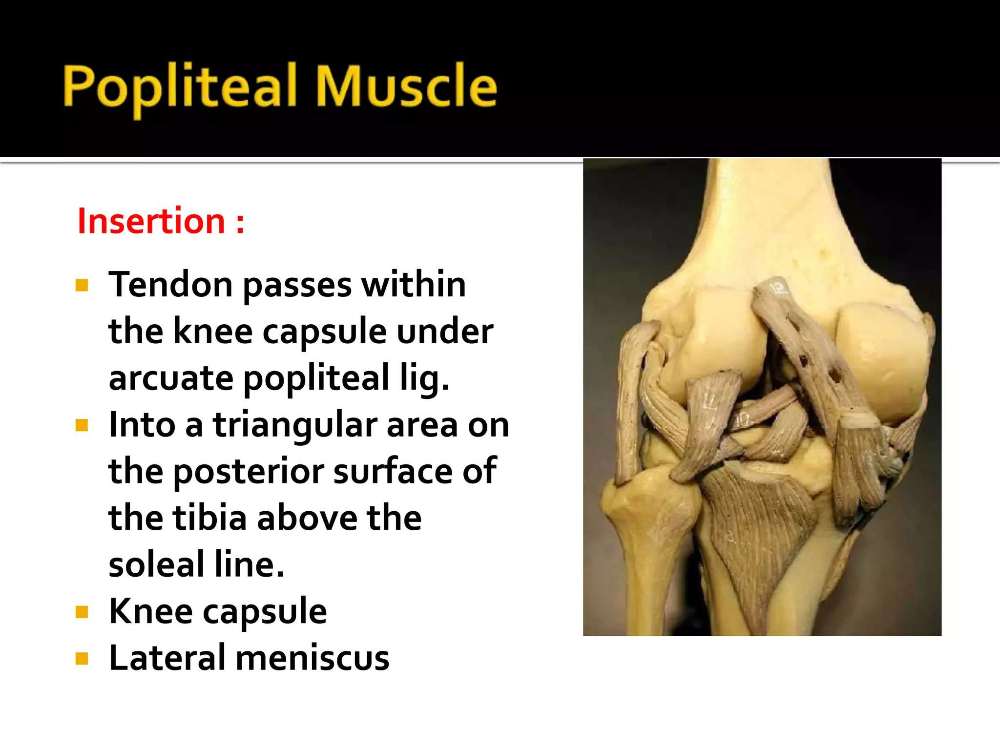 Popliteal Muscle
Insertion :
Tendon passes within
the knee capsule under
arcuate popliteal lig.
Into a triangular area on
the posterior surface of
the tibia above the
soleal line.
Knee capsule
Lateral meniscus
17